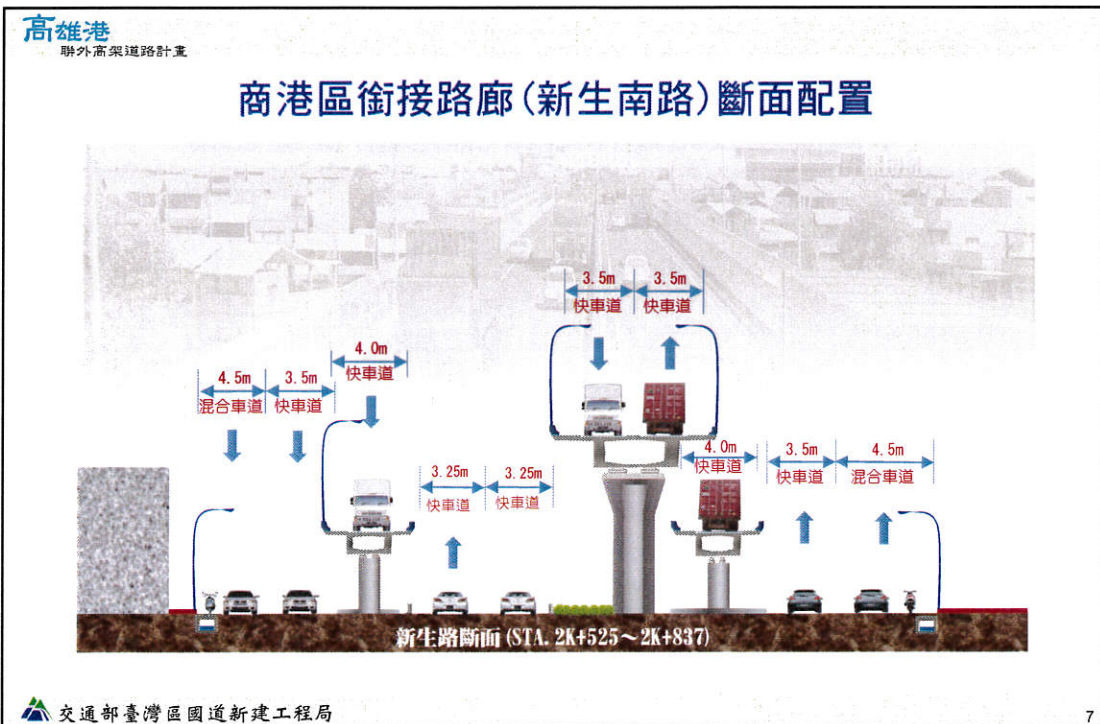 高雄港
聯外高架道路計畫
商港區銜接路廊(新生南路)斷面配置
3.5m 3.5m
快車道 快車道
4.0m
快車道
4.5m 3.5m
混合車道 快車道
3.25m 3.25m
快車道 快車道
4.0m
快車道
3.5m 4.5m
快車道 混合車道
新生路斷面(STA. 2K+525～2K+837)
交通部臺灣區國道新建工程局
7